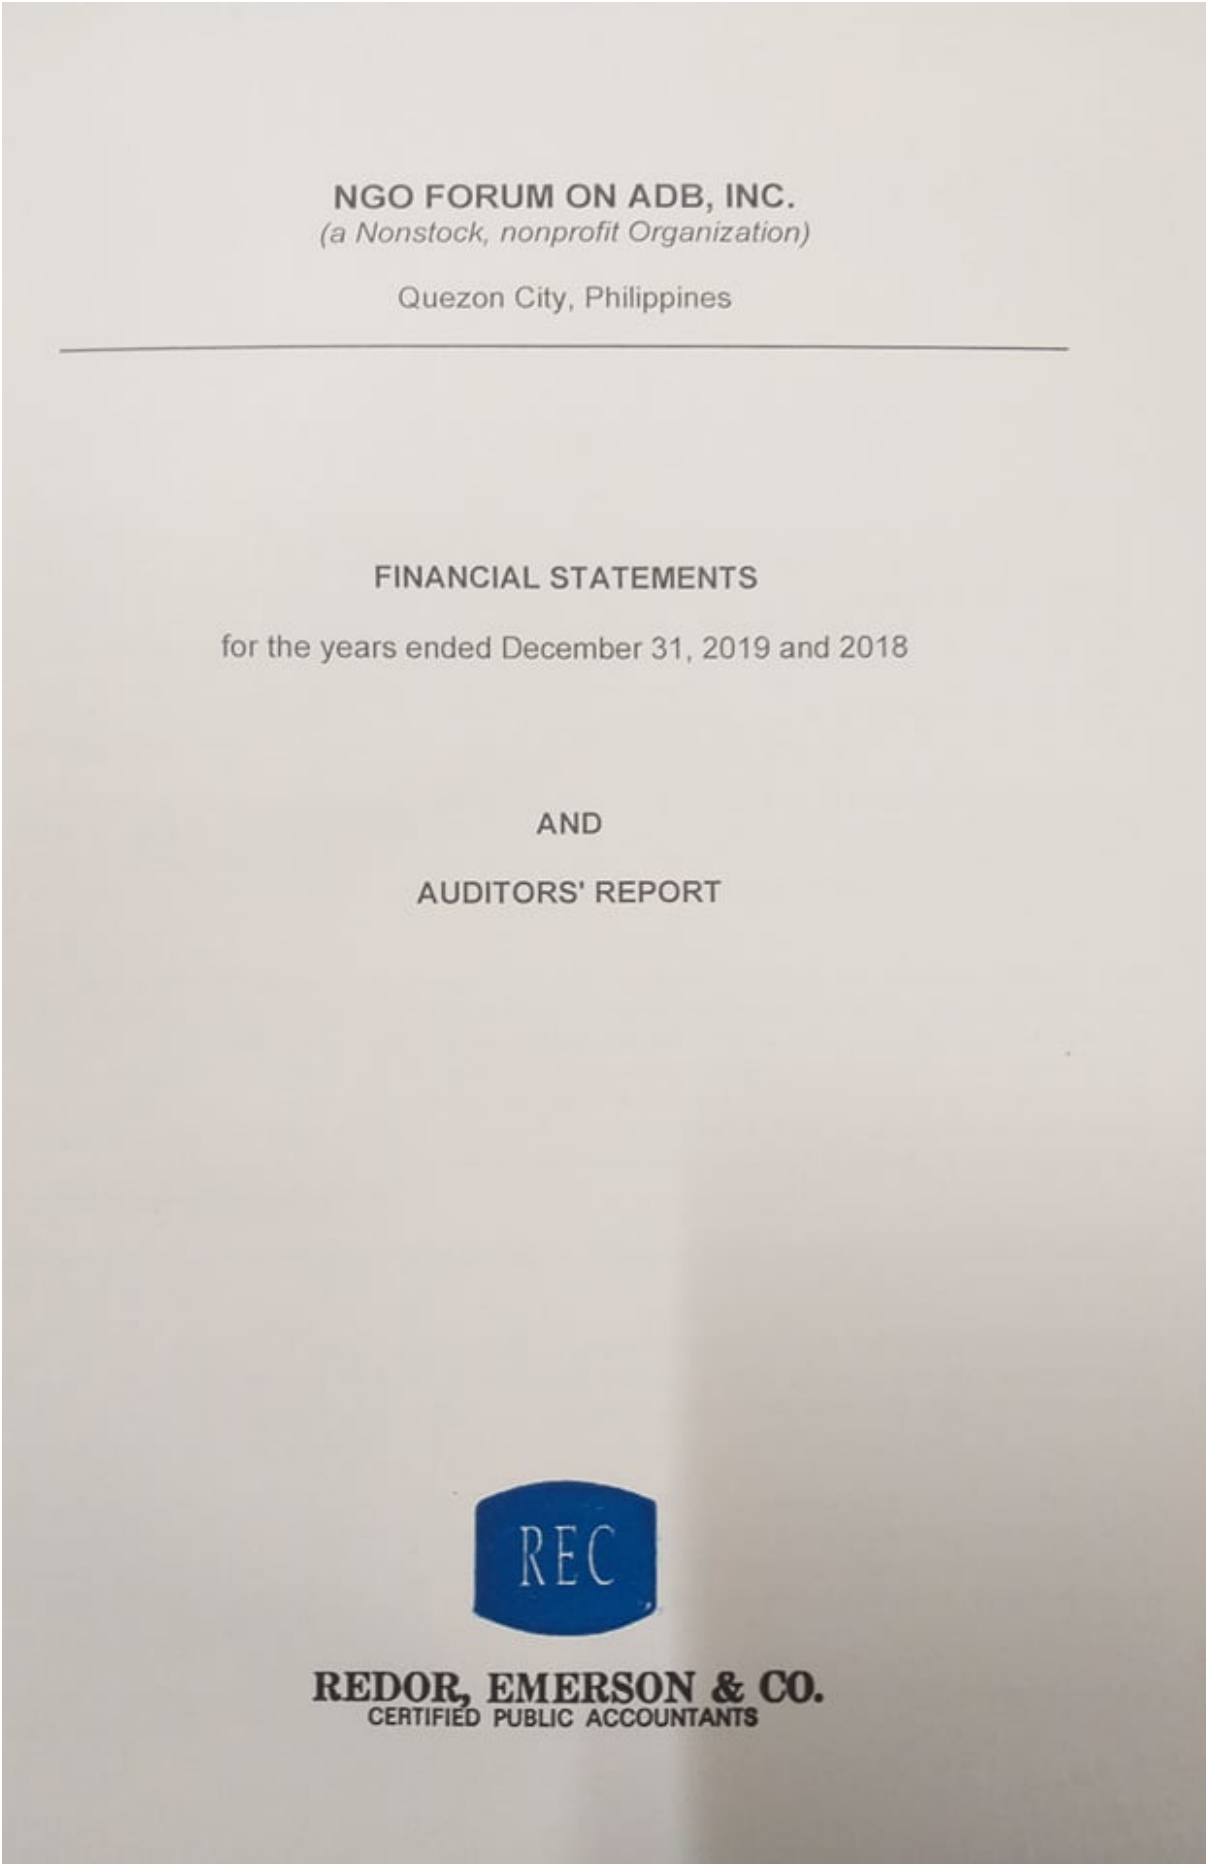 NGO FORUM ON ADB, INC.
(a Nonstock, nonprofit Organization)
Quezon City, Philippines
FINANCIAL STATEMENTS
for the years ended December 31, 2019 and 2018
AND
AUDITORS' REPORT
REC
REDOR, EMERSON & CO.
CERTIFIED PUBLIC ACCOUNTANTS